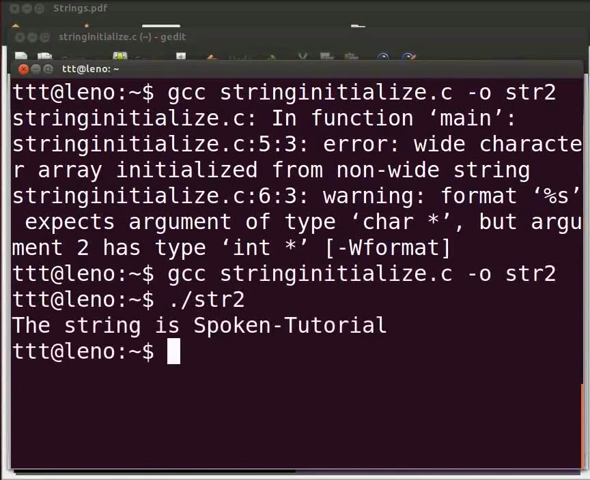 Strings.pdf
stringinitialize.c (~) - gedit
ttt@leno: ~
ttt@leno:~$ gcc stringinitialize.c -o str2
stringinitialize.c: In function ‘main’:
stringinitialize.c:5:3: error: wide characte
r array initialized from non-wide string
stringinitialize.c:6:3: warning: format ‘%s’
 expects argument of type ‘char *’, but argu
ment 2 has type ‘int *’ [-Wformat]
ttt@leno:~$ gcc stringinitialize.c -o str2
ttt@leno:~$ ./str2
The string is Spoken-Tutorial
ttt@leno:~$